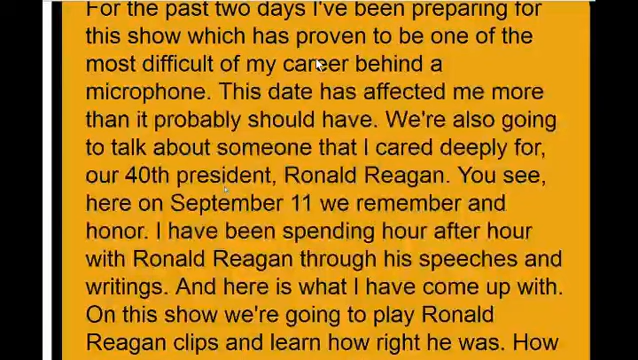 For the past two days I've been preparing for
this show which has proven to be one of the
most difficult of my career behind a
microphone. This date has affected me more
than it probably should have. We're also going
to talk about someone that I cared deeply for,
our 40th president, Ronald Reagan. You see,
here on September 11 we remember and
honor. I have been spending hour after hour
with Ronald Reagan through his speeches and
writings. And here is what I have come up with.
On this show we're going to play Ronald
Reagan clips and learn how right he was. How